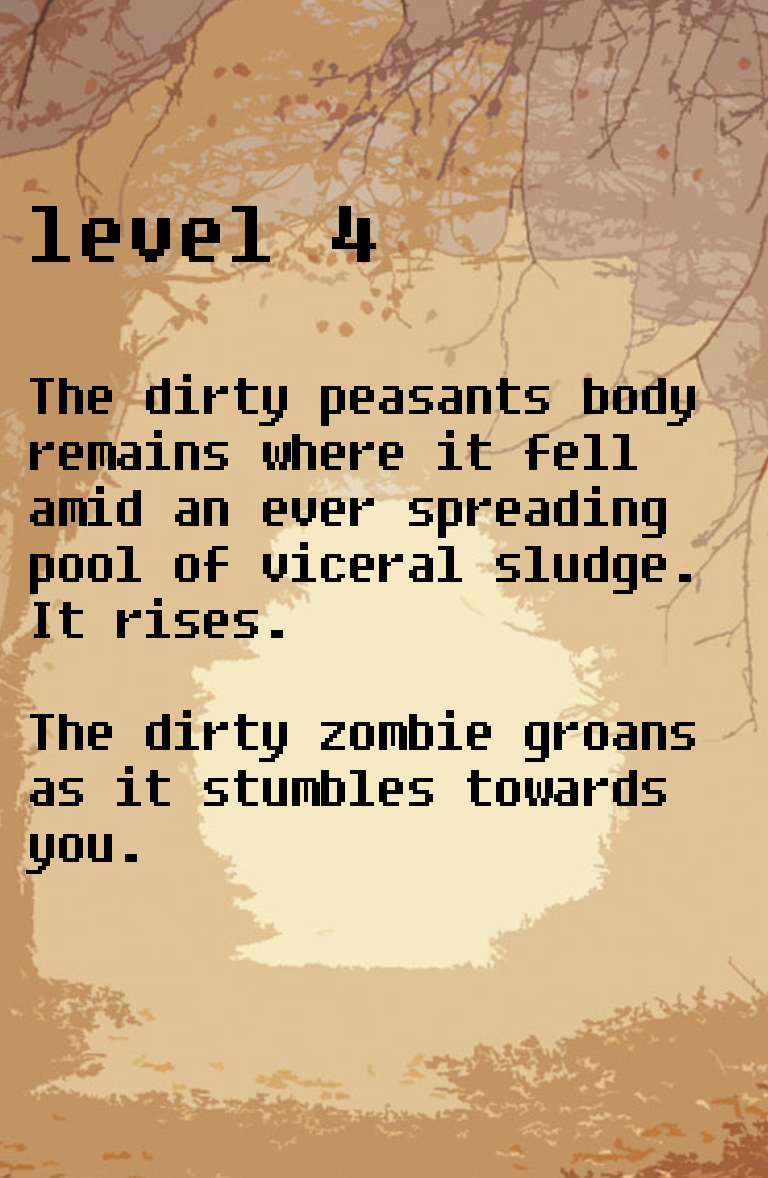 level 4
The dirty peasants body
remains where it fell
amid an ever spreading
pool of viceral sludge.
It rises.
The dirty zombie groans
as it stumbles towards
you.